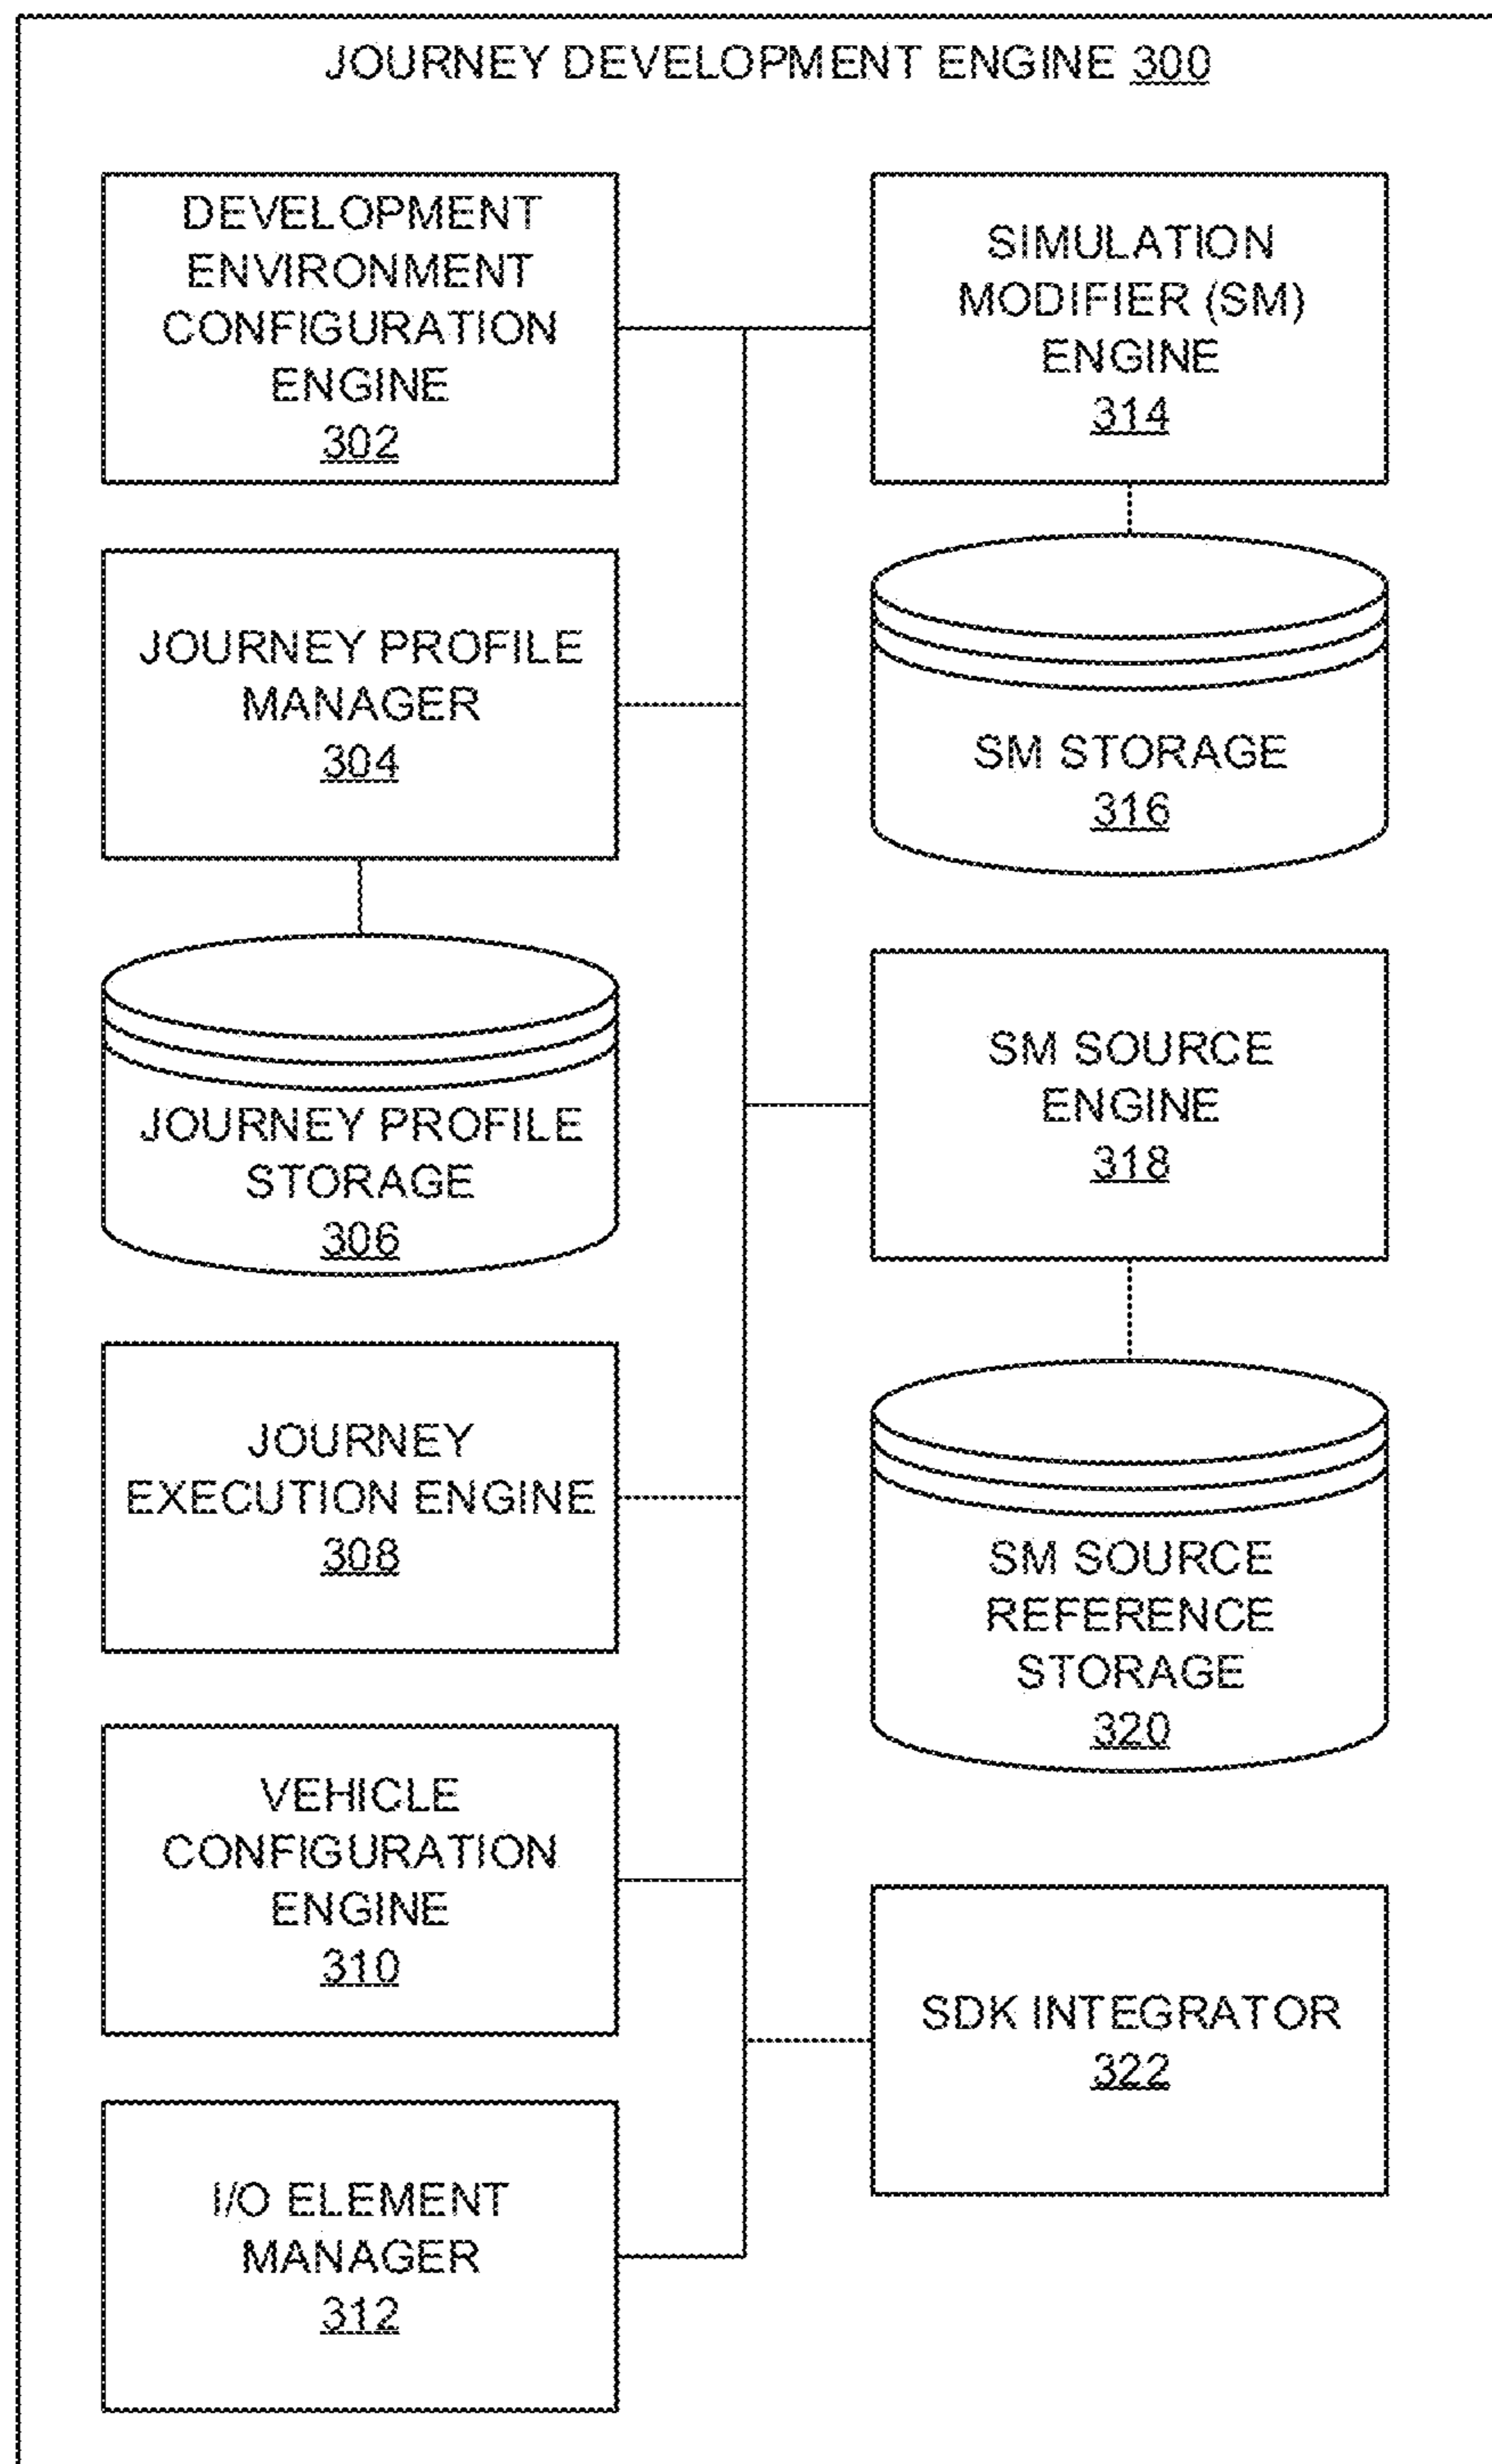 JOURNEY DEVELOPMENT ENGINE 300
DEVELOPMENT
ENVIRONMENT
CONFIGURATION
ENGINE
302
JOURNEY PROFILE
MANAGER
304
JOURNEY PROFILE
STORAGE
306
JOURNEY
EXECUTION ENGINE
308
VEHICLE
CONFIGURATION
ENGINE
310
I/O ELEMENT
MANAGER
312
SIMULATION
MODIFIER (SM)
ENGINE
314
SM STORAGE
316
SM SOURCE
ENGINE
318
SM SOURCE
REFERENCE
STORAGE
320
SDK INTEGRATOR
322